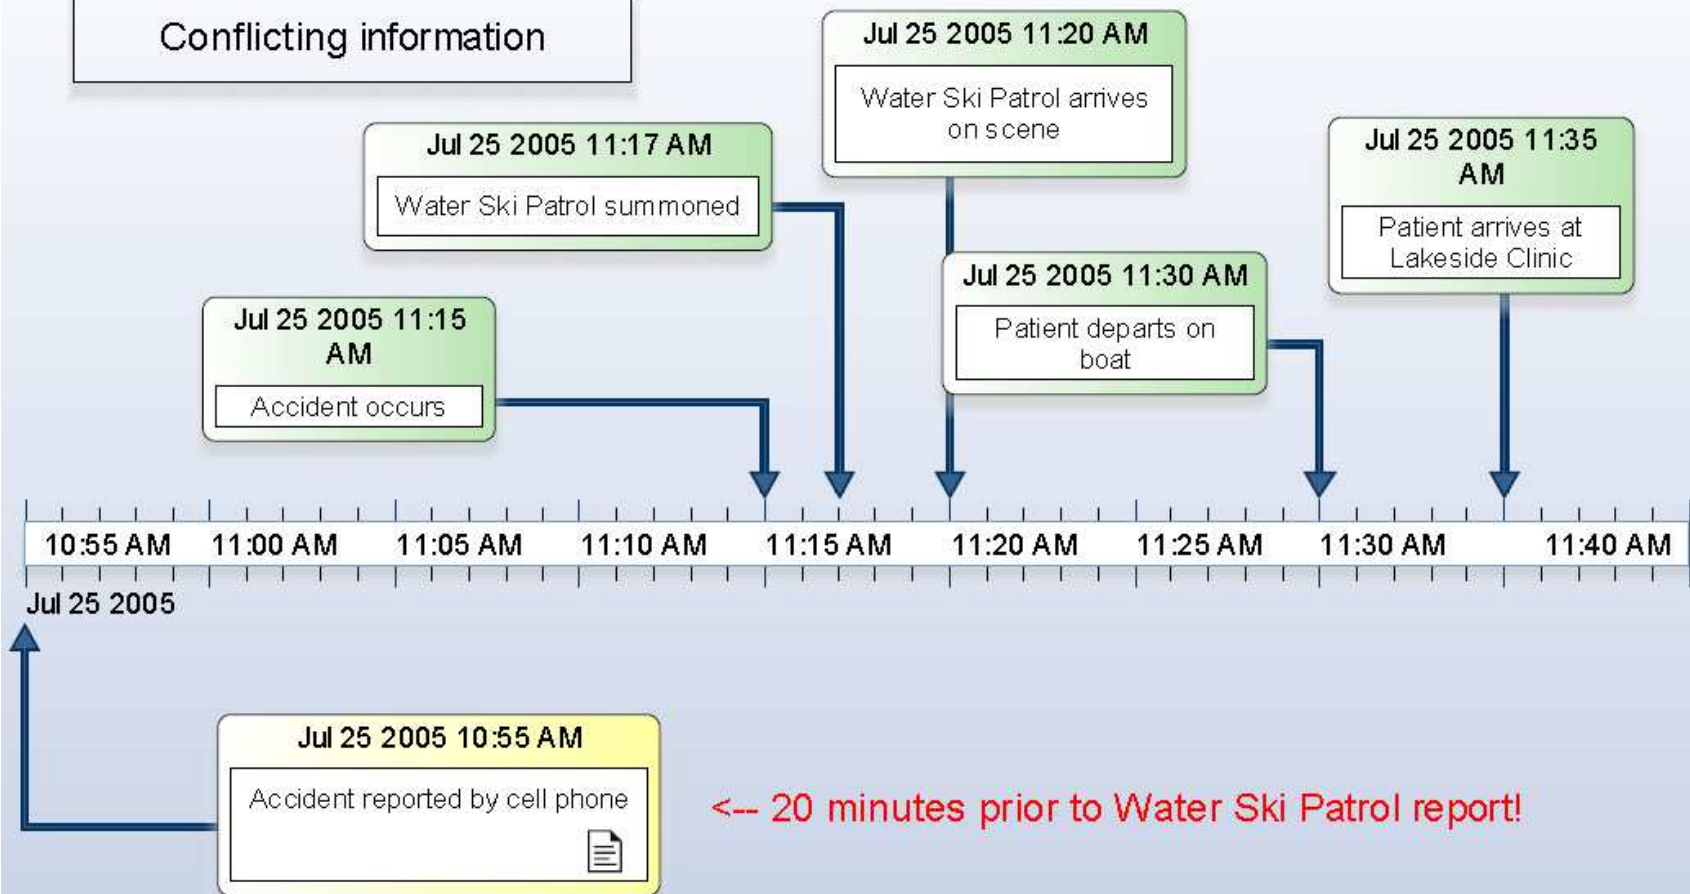 Conflicting information
Jul 25 2005 11:20 AM
Water Ski Patrol arrives
on scene
Jul 25 2005 11:17 AM
Water Ski Patrol summoned
Jul 25 2005 11:35
AM
Patient arrives at
Lakeside Clinic
Jul 25 2005 11:30 AM
Patient departs on
boat
Jul 25 2005 11:15
AM
Accident occurs
10:55 AM 11:00 AM 11:05 AM 11:10 AM 11:15 AM 11:20 AM 11:25 AM 11:30 AM 11:40 AM
Jul 25 2005
Jul 25 2005 10:55 AM
Accident reported by cell phone
<-- 20 minutes prior to Water Ski Patrol report!